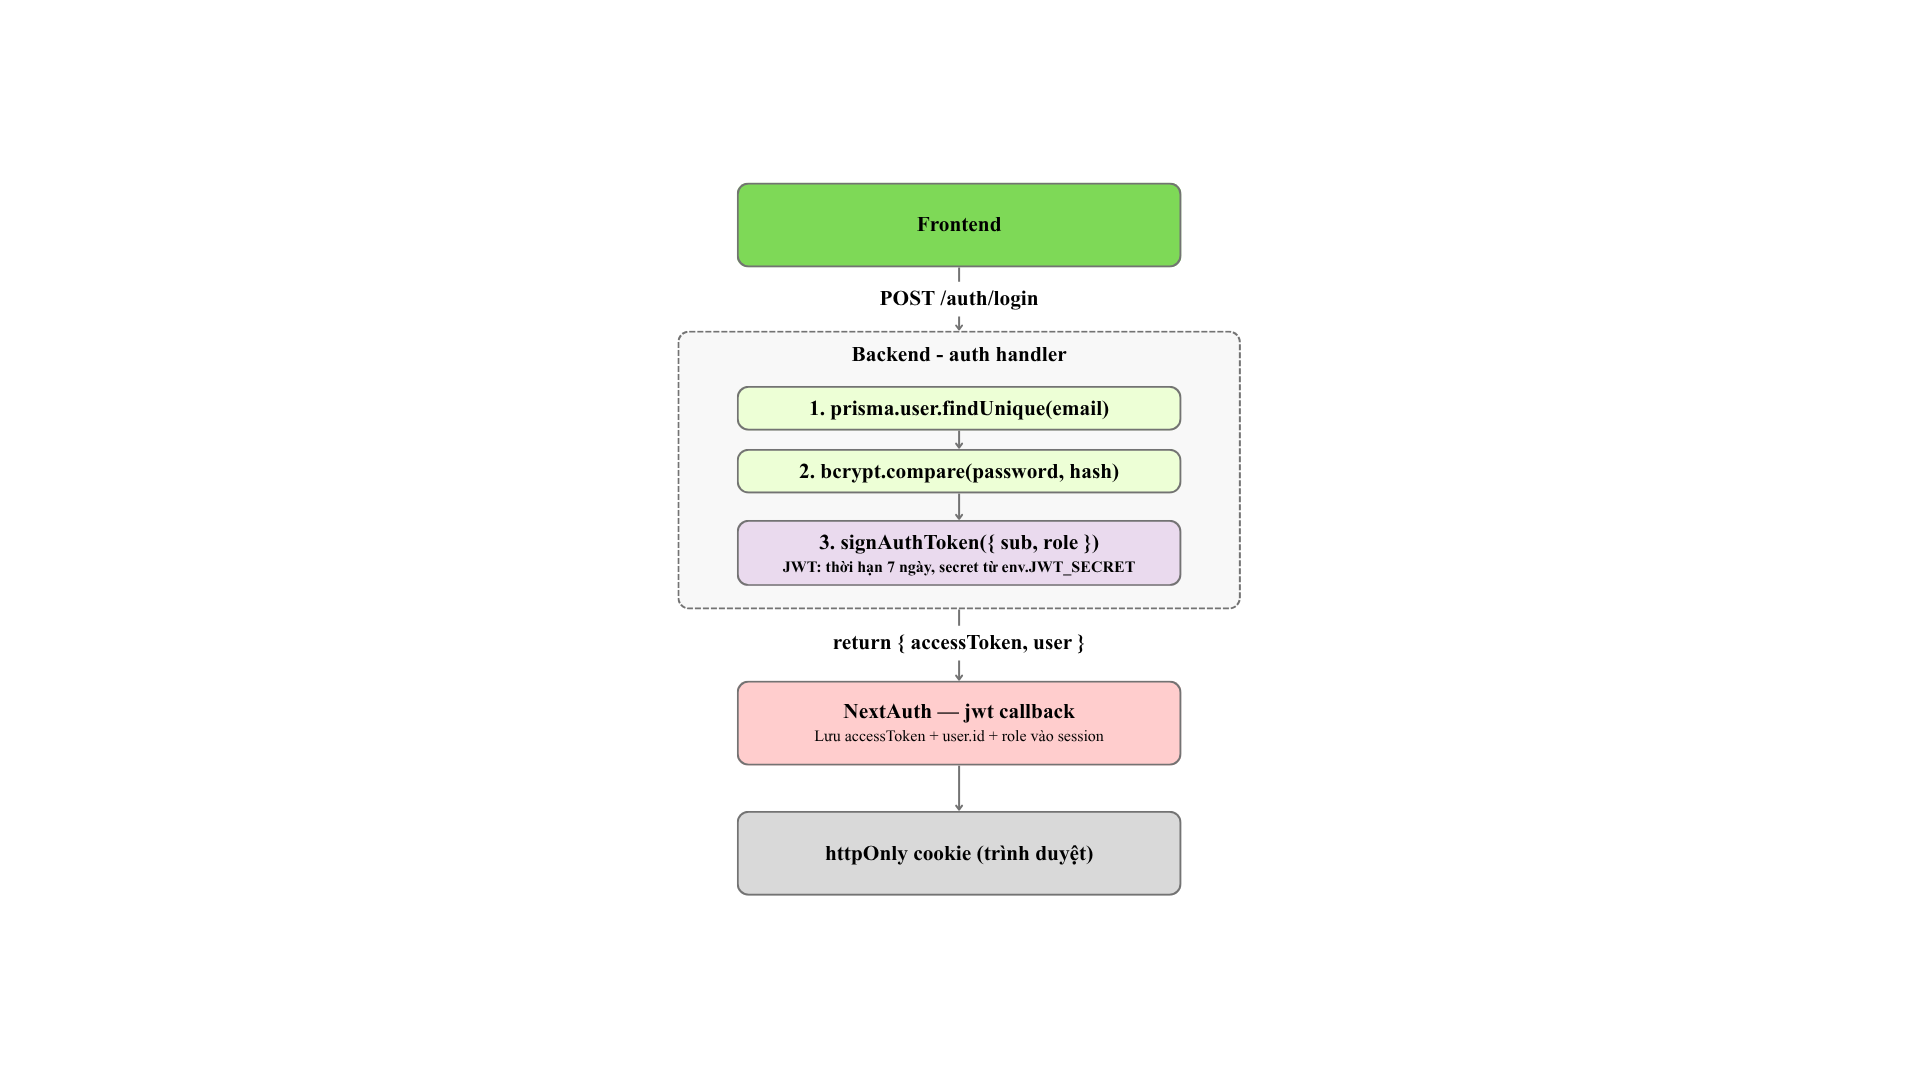 Frontend
POST /auth/login
Backend - auth handler
1. prisma.user.findUnique(email)
2. bcrypt.compare(password, hash)
3. signAuthToken({ sub, role })
JWT: thời hạn 7 ngày, secret từ env.JWT_SECRET
return { accessToken, user }
NextAuth — jwt callback
Lưu accessToken + user.id + role vào session
httpOnly cookie (trình duyệt)